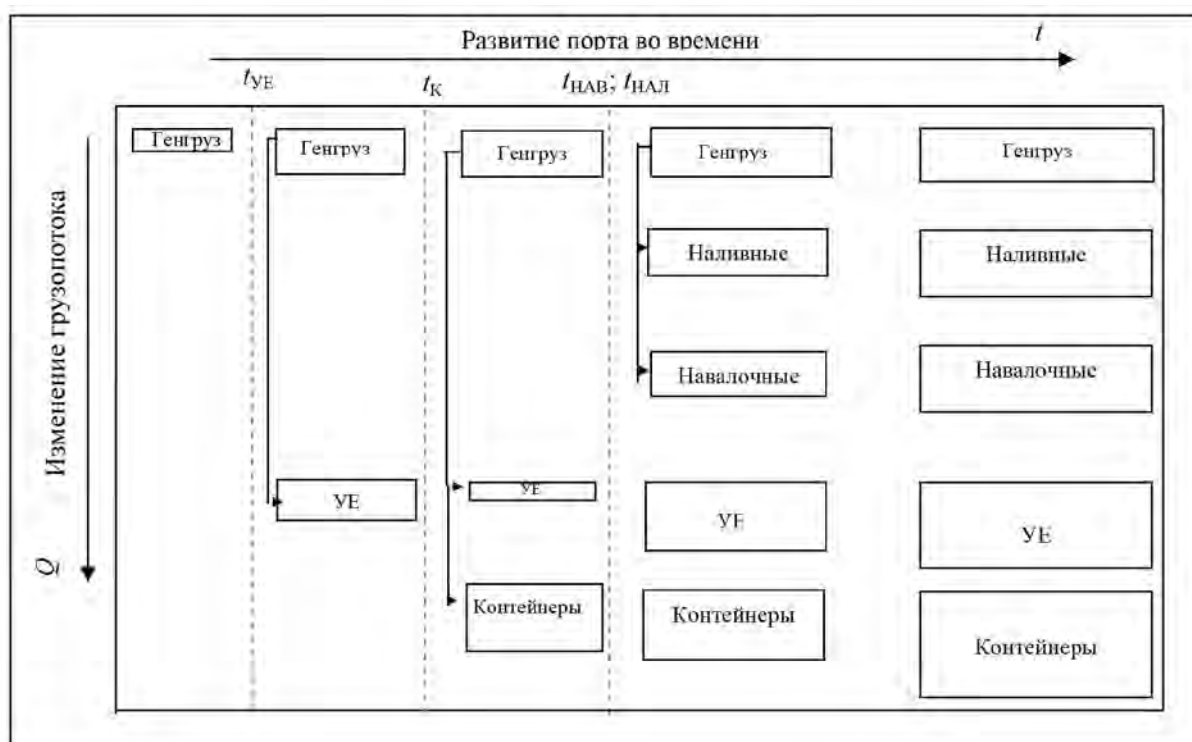 Развитие порта во времени
t
tУЕ
tК
tНАВ; tНАЛ
Изменение грузопотока
Q
Генгруз
Генгруз
Генгруз
Генгруз
Генгруз
Наливные
Наливные
Навалочные
Навалочные
УЕ
УЕ
УЕ
УЕ
Контейнеры
Контейнеры
Контейнеры